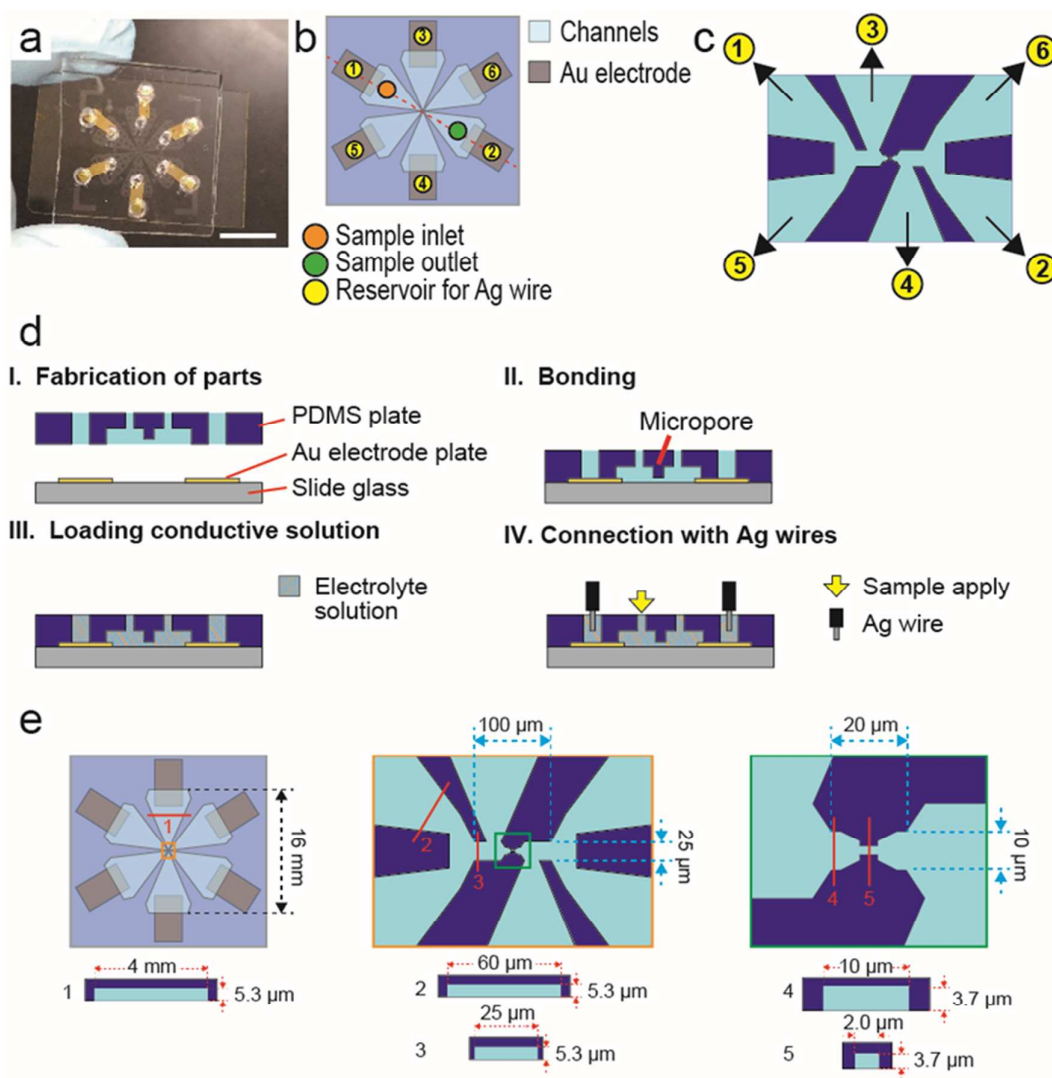 a
b
3
1
6
5
2
4
Channels
Au electrode
Sample inlet
Sample outlet
Reservoir for Ag wire
c
1
3
6
5
4
2
d
I. Fabrication of parts
PDMS plate
Au electrode plate
Slide glass
II. Bonding
Micropore
III. Loading conductive solution
Electrolyte
solution
IV. Connection with Ag wires
Sample apply
Ag wire
e
1
16 mm
100 µm
2
3
25 µm
20 µm
4
5
10 µm
1
4 mm
5.3 µm
2
60 µm
5.3 µm
3
25 µm
5.3 µm
4
10 µm
3.7 µm
5
2.0 µm
3.7 µm